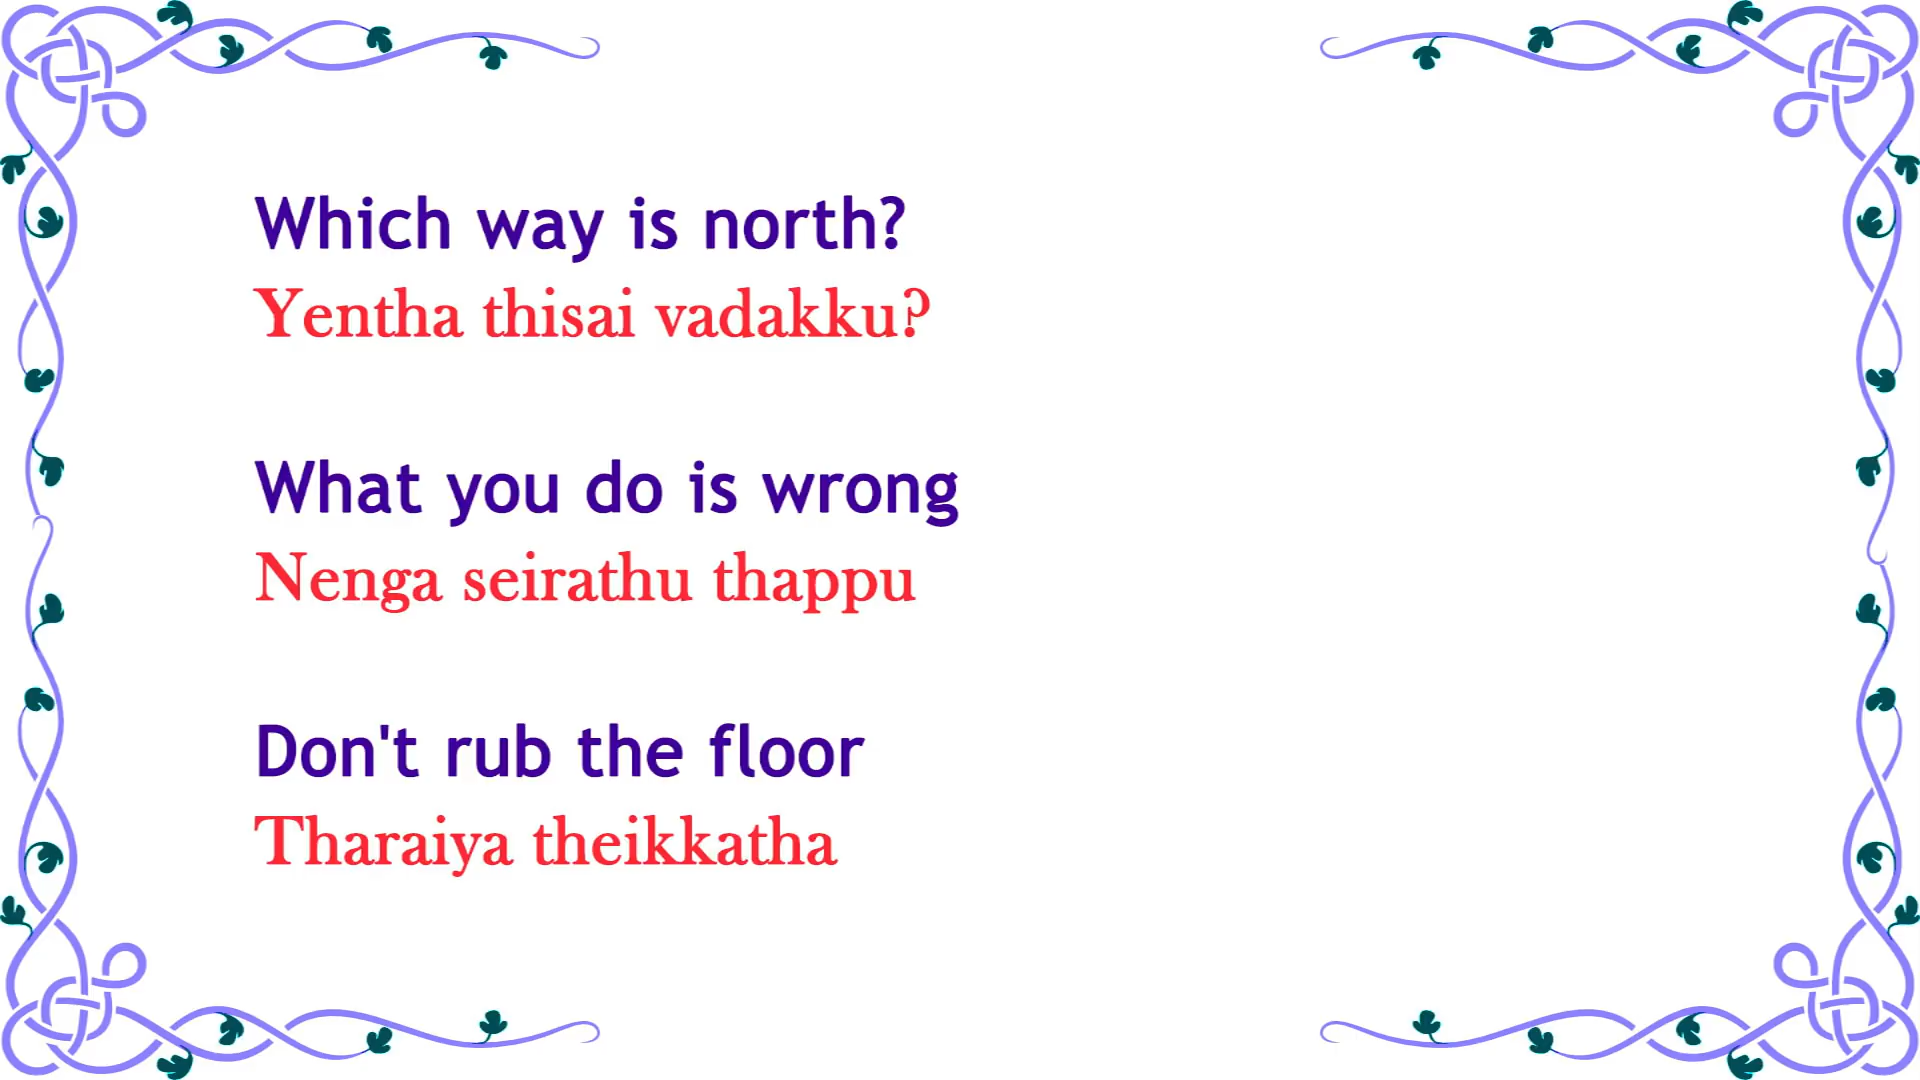 Which way is north?
Yentha thisai vadakku?
What you do is wrong
Nenga seirathu thappu
Don't rub the floor
Tharaiya theikkatha